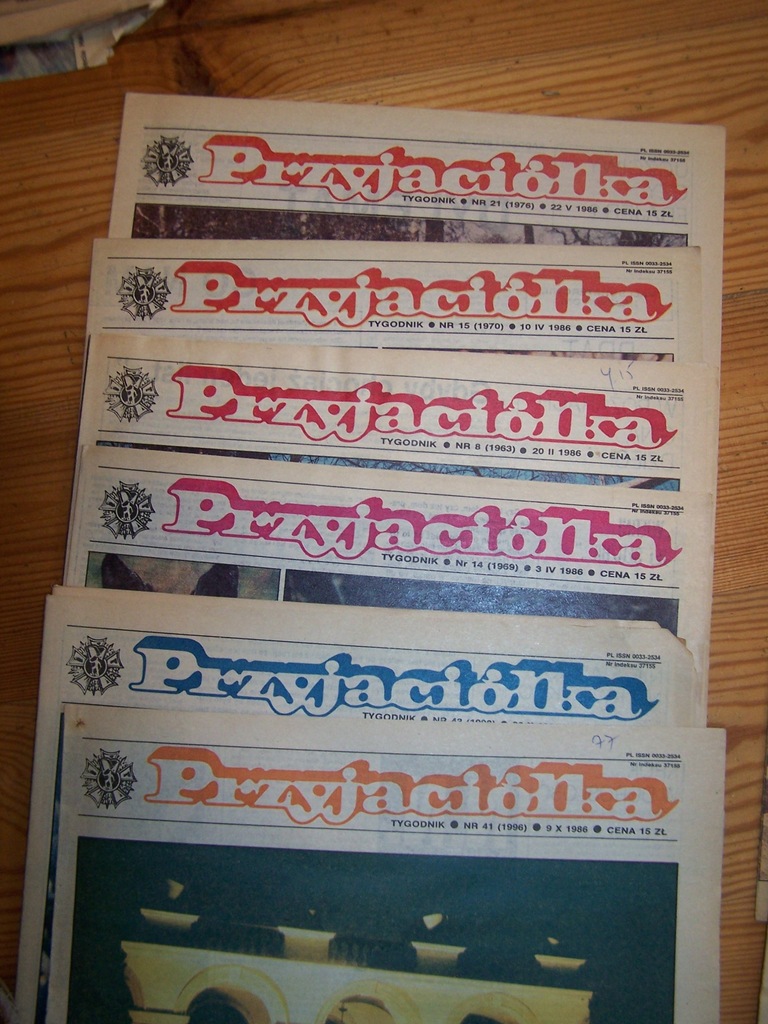 Przyjaciółka
PL ISSN 0033-2534
Nr indeksu 37155
TYGODNIK ● NR 21 (1976) ● 22 V 1986 ● CENA 15 ZŁ
Przyjaciółka
PL ISSN 0033-2534
Nr indeksu 37155
TYGODNIK ● NR 15 (1970) ● 10 IV 1986 ● CENA 15 ZŁ
Przyjaciółka
PL ISSN 0033-2534
Nr indeksu 37155
TYGODNIK ● NR 8 (1963) ● 20 II 1986 ● CENA 15 ZŁ
Przyjaciółka
PL ISSN 0033-2534
Nr indeksu 37155
TYGODNIK ● Nr 14 (1969) ● 3 IV 1986 ● CENA 15 ZŁ
Przyjaciółka
PL ISSN 0033-2534
Nr indeksu 37155
TYGODNIK ● NR
77
Przyjaciółka
PL ISSN 0033-2534
Nr indeksu 37155
TYGODNIK ● NR 41 (1996) ● 9 X 1986 ● CENA 15 ZŁ